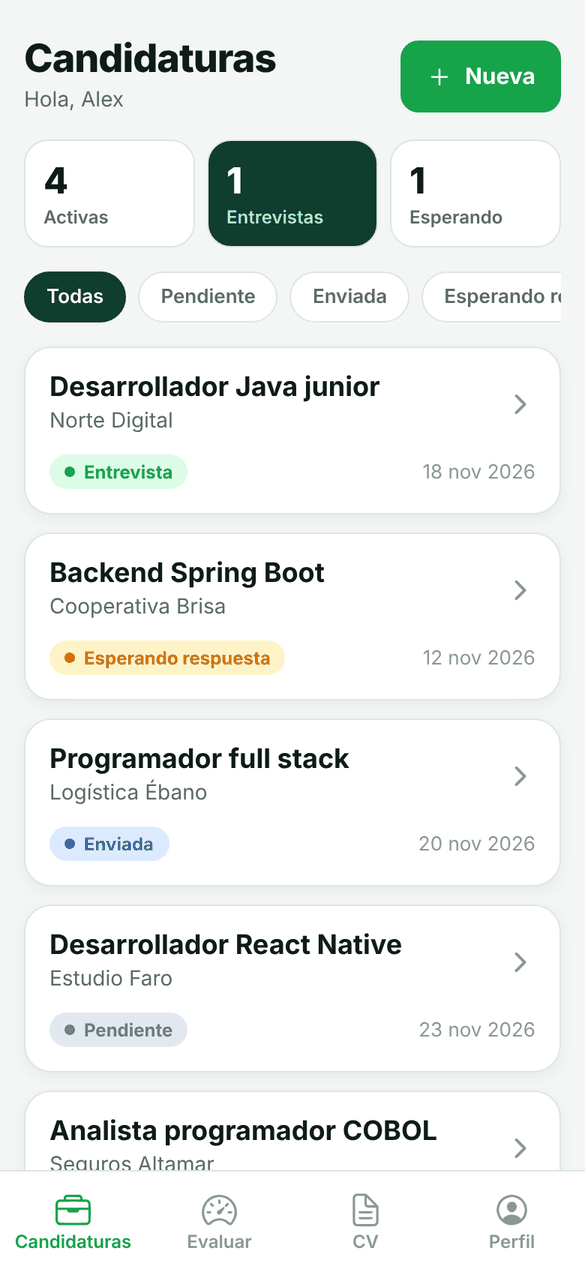 Candidaturas
Hola, Alex
+ Nueva
4
Activas
1
Entrevistas
1
Esperando
Todas
Pendiente
Enviada
Esperando
Desarrollador Java junior
Norte Digital
Entrevista
18 nov 2026
Backend Spring Boot
Cooperativa Brisa
Esperando respuesta
12 nov 2026
Programador full stack
Logística Ébano
Enviada
20 nov 2026
Desarrollador React Native
Estudio Faro
Pendiente
23 nov 2026
Analista programador COBOL
Seguros Altamar
Candidaturas
Evaluar
CV
Perfil